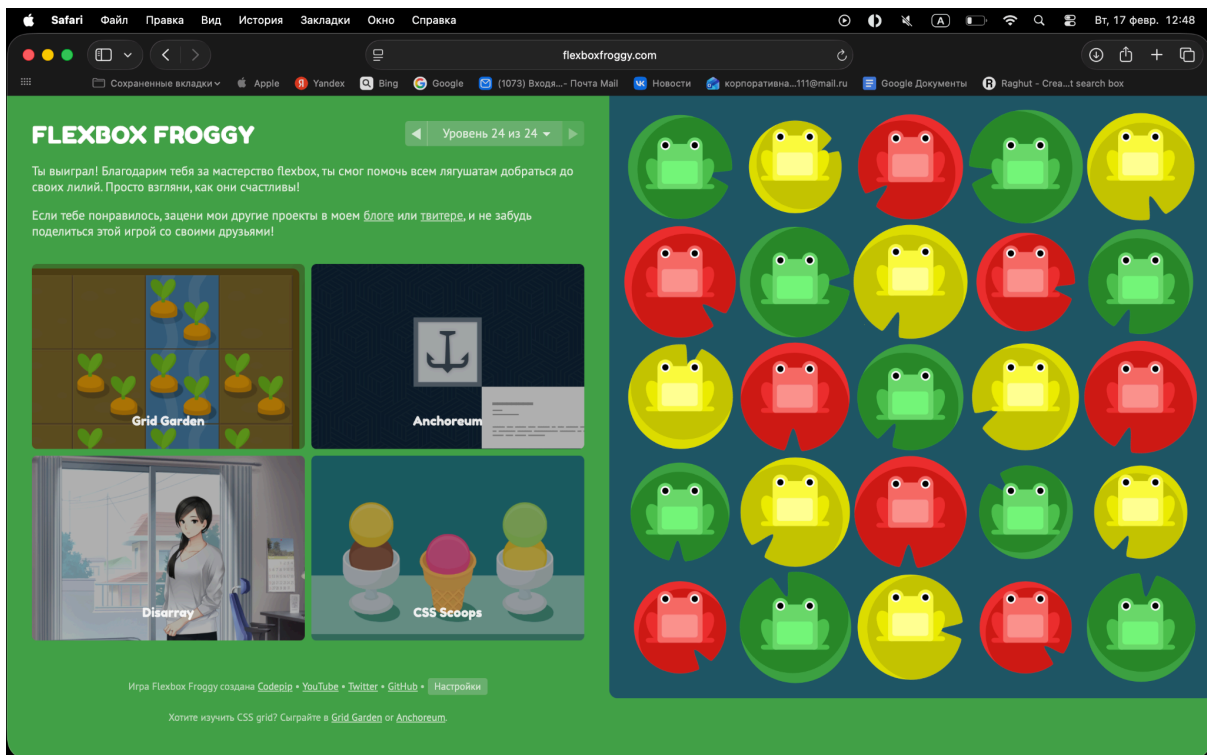 Safari Файл Правка Вид История Закладки Окно Справка
A
Вт, 17 февр. 12:48
flexboxfroggy.com
Сохраненные вкладки Apple Я Yandex Bing G Google (1073) Входя...- Почта Mail Новости корпоративна...111@mail.ru Google Документы R Raghut - Crea...t search box
FLEXBOX FROGGY
Уровень 24 из 24
Ты выиграл! Благодарим тебя за мастерство flexbox, ты смог помочь всем лягушатам добраться до
своих лилий. Просто взгляни, как они счастливы!
Если тебе понравилось, зацени мои другие проекты в моем блоге или твитере, и не забудь
поделиться этой игрой со своими друзьями!
Grid Garden
Anchoreum
Disarray
CSS Scoops
Игра Flexbox Froggy создана Codepip • YouTube • Twitter • GitHub • Настройки
Хотите изучить CSS grid? Сыграйте в Grid Garden or Anchoreum.